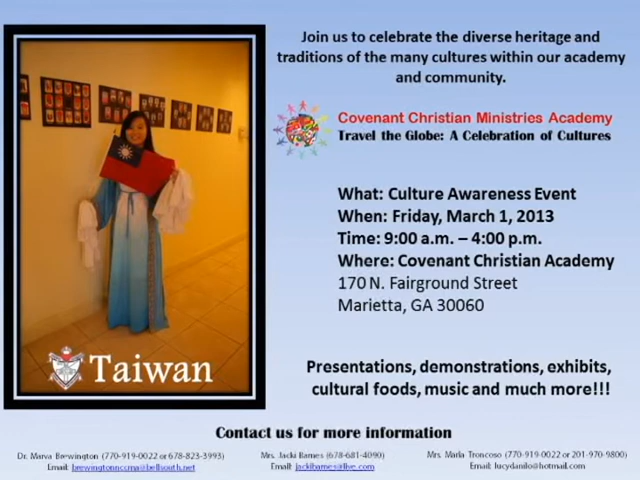 Join us to celebrate the diverse heritage and
traditions of the many cultures within our academy
and community.
Covenant Christian Ministries Academy
Travel the Globe: A Celebration of Cultures
What: Culture Awareness Event
When: Friday, March 1, 2013
Time: 9:00 a.m. – 4:00 p.m.
Where: Covenant Christian Academy
170 N. Fairground Street
Marietta, GA 30060
Taiwan
Presentations, demonstrations, exhibits,
cultural foods, music and much more!!!
Contact us for more information
Dr. Marva Brewington (770-919-0022 or 678-823-3993)
Email: brewingtonnccma@bellsouth.net
Mrs. Jacki Barnes (678-681-4090)
Email: jackibarnes@live.com
Mrs. Maria Troncoso (770-919-0022 or 201-970-9800)
Email: lucydanilo@hotmail.com